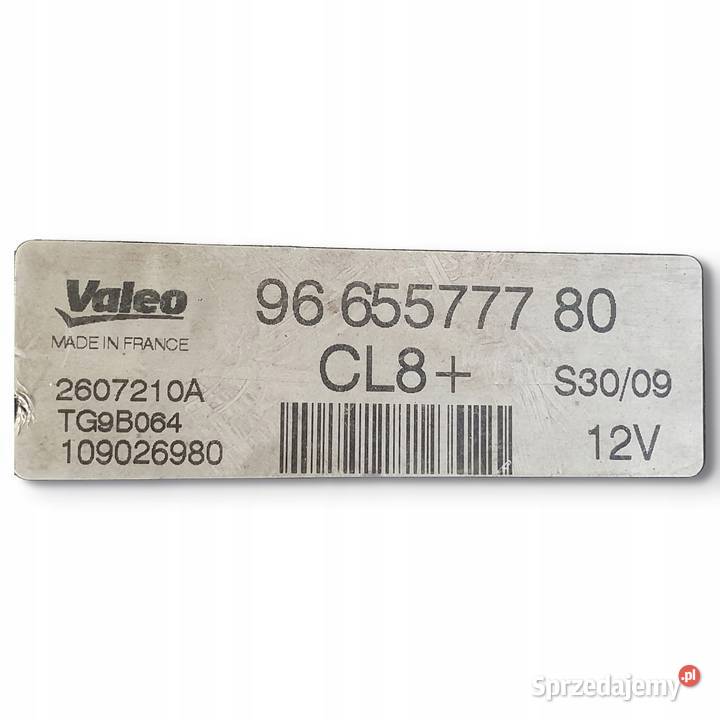 Valeo
96 655777 80
MADE IN FRANCE
CL8+
S30/09
2607210A
TG9B064
109026980
12V
Sprzedajemy.pl